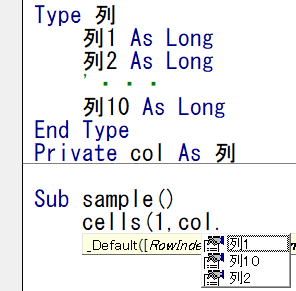 Type 列
列1 As Long
列2 As Long
'・・・
列10 As Long
End Type
Private col As 列
Sub sample()
cells(1,col.
_Default([RowInde
列1
列10
列2